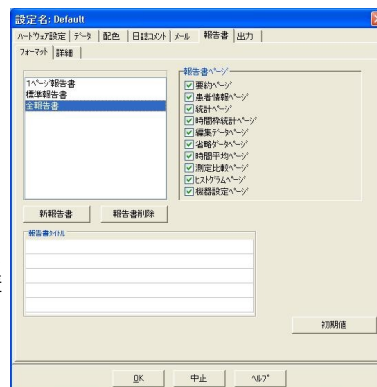 設定名: Default
ハードウェア設定 データ 配色 日誌コメント メール 報告書 出力
フォーマット 詳細
1ページ報告書
標準報告書
全報告書
報告書ページ
要約ページ
患者情報ページ
統計ページ
時間枠統計ページ
編集データページ
省略データページ
時間平均ページ
測定比較ページ
ヒストグラムページ
機器設定ページ
新報告書 報告書削除
報告書タイトル
初期値
OK 中止 ヘルプ